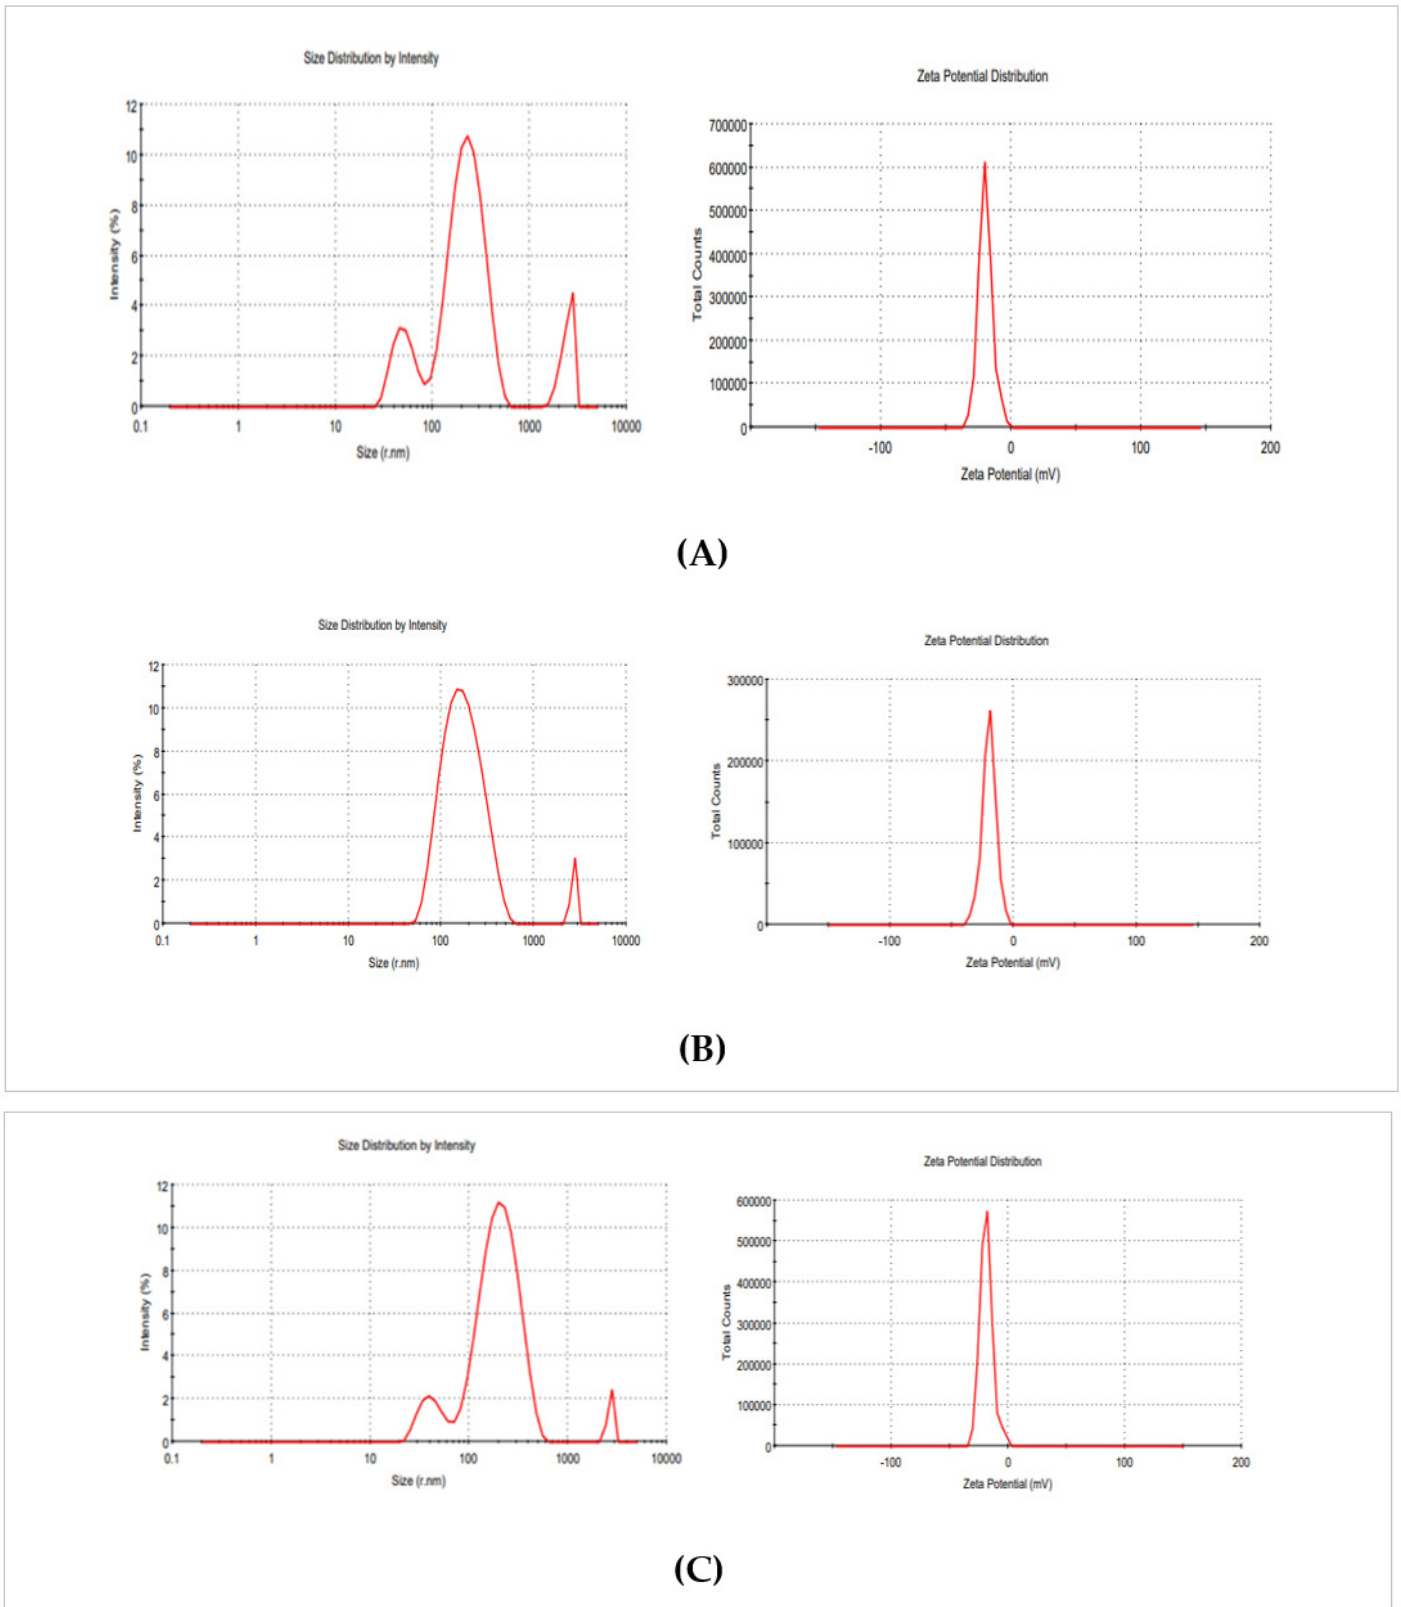 Size Distribution by Intensity
12
10
8
6
4
2
0
Intensity (%)
0.1 1 10 100 1000 10000
Size (r.nm)
Zeta Potential Distribution
700000
600000
500000
400000
300000
200000
100000
0
Total Counts
-100 0 100 200
Zeta Potential (mV)
(A)
Size Distribution by Intensity
12
10
8
6
4
2
0
Intensity (%)
0.1 1 10 100 1000 10000
Size (r.nm)
Zeta Potential Distribution
300000
200000
100000
0
Total Counts
-100 0 100 200
Zeta Potential (mV)
(B)
Size Distribution by Intensity
12
10
8
6
4
2
0
Intensity (%)
0.1 1 10 100 1000 10000
Size (r.nm)
Zeta Potential Distribution
600000
500000
400000
300000
200000
100000
0
Total Counts
-100 0 100 200
Zeta Potential (mV)
(C)